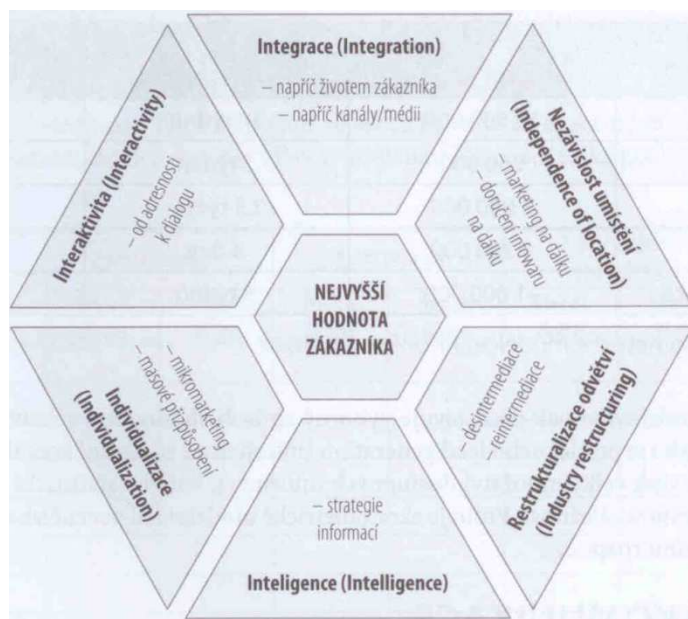 Integrace (Integration)
– napříč životem zákazníka
– napříč kanály/médii
Interaktivita (Interactivity)
– od adresnosti
k dialogu
Nezávislost umístění
(Independence of location)
– marketing na dálku
– doručení infowaru
na dálku
NEJVYŠŠÍ
HODNOTA
ZÁKAZNÍKA
Individualizace
(Individualization)
– mikromarketing
– masové přizpůsobení
Restrukturalizace odvětví
(Industry restructuring)
– dezintermediace
– reintermediace
– strategie
informací
Inteligence (Intelligence)